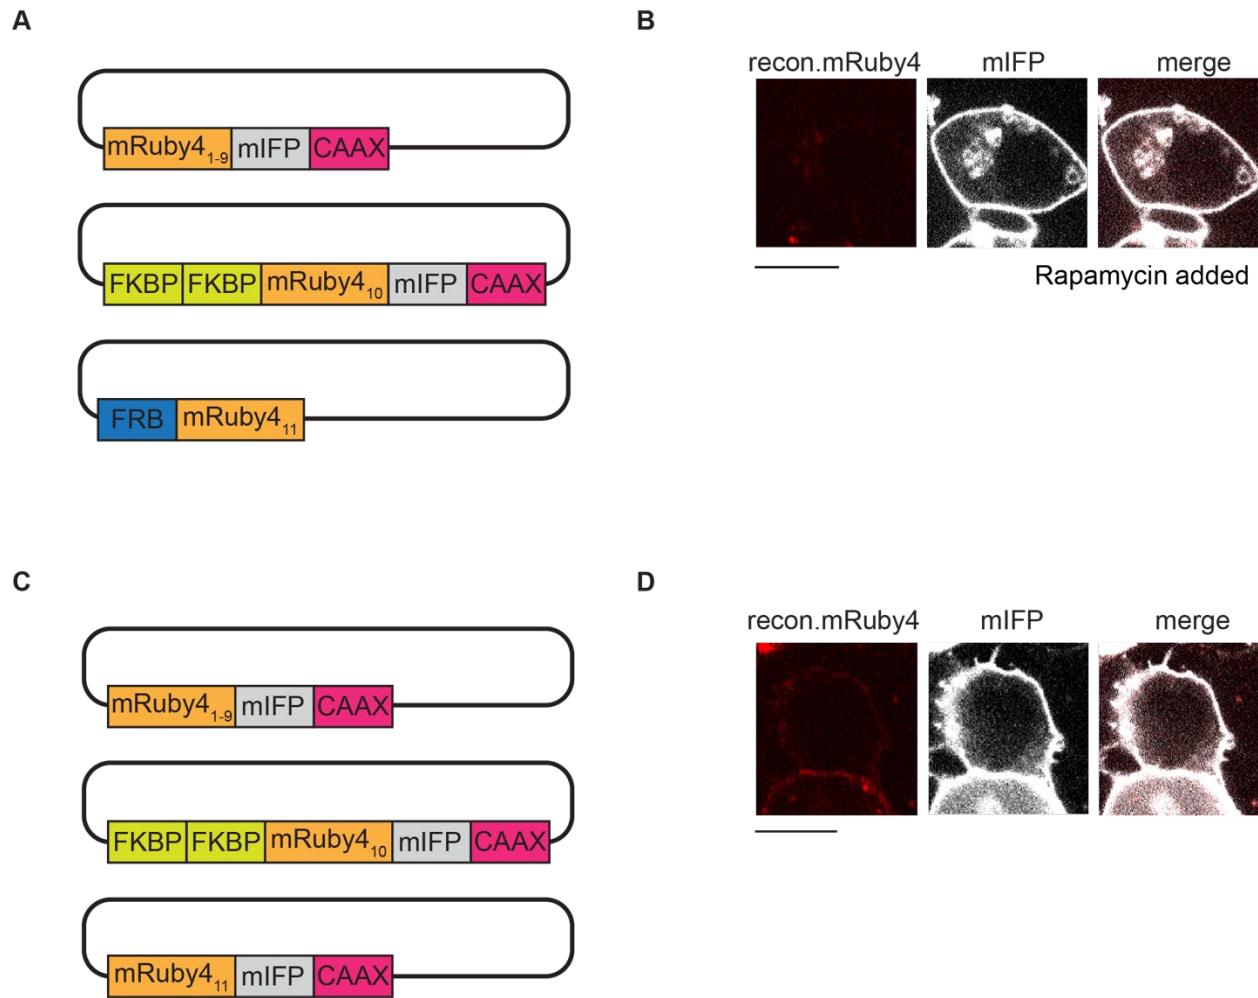 A
mRuby4₁₋₉ mIFP CAAX
FKBP FKBP mRuby4₁₀ mIFP CAAX
FRB mRuby4₁₁
B
recon.mRuby4 mIFP merge
Rapamycin added
C
mRuby4₁₋₉ mIFP CAAX
FKBP FKBP mRuby4₁₀ mIFP CAAX
mRuby4₁₁ mIFP CAAX
D
recon.mRuby4 mIFP merge